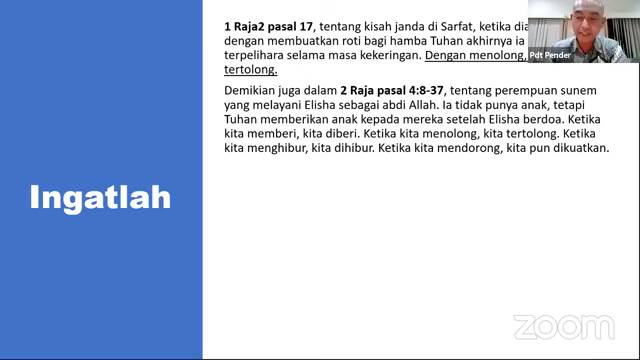 Ingatlah
1 Raja2 pasal 17, tentang kisah janda di Sarfat, ketika
dengan membuatkan roti bagi hamba Tuhan akhirnya ia
terpelihara selama masa kekeringan. Dengan menolong,
tertolong.
Demikian juga dalam 2 Raja pasal 4:8-37, tentang perempuan sunem
yang melayani Elisha sebagai abdi Allah. Ia tidak punya anak, tetapi
Tuhan memberikan anak kepada mereka setelah Elisha berdoa. Ketika
kita memberi, kita diberi. Ketika kita menolong, kita tertolong. Ketika
kita menghibur, kita dihibur. Ketika kita mendorong, kita pun dikuatkan.
Pdt Pender
zoom